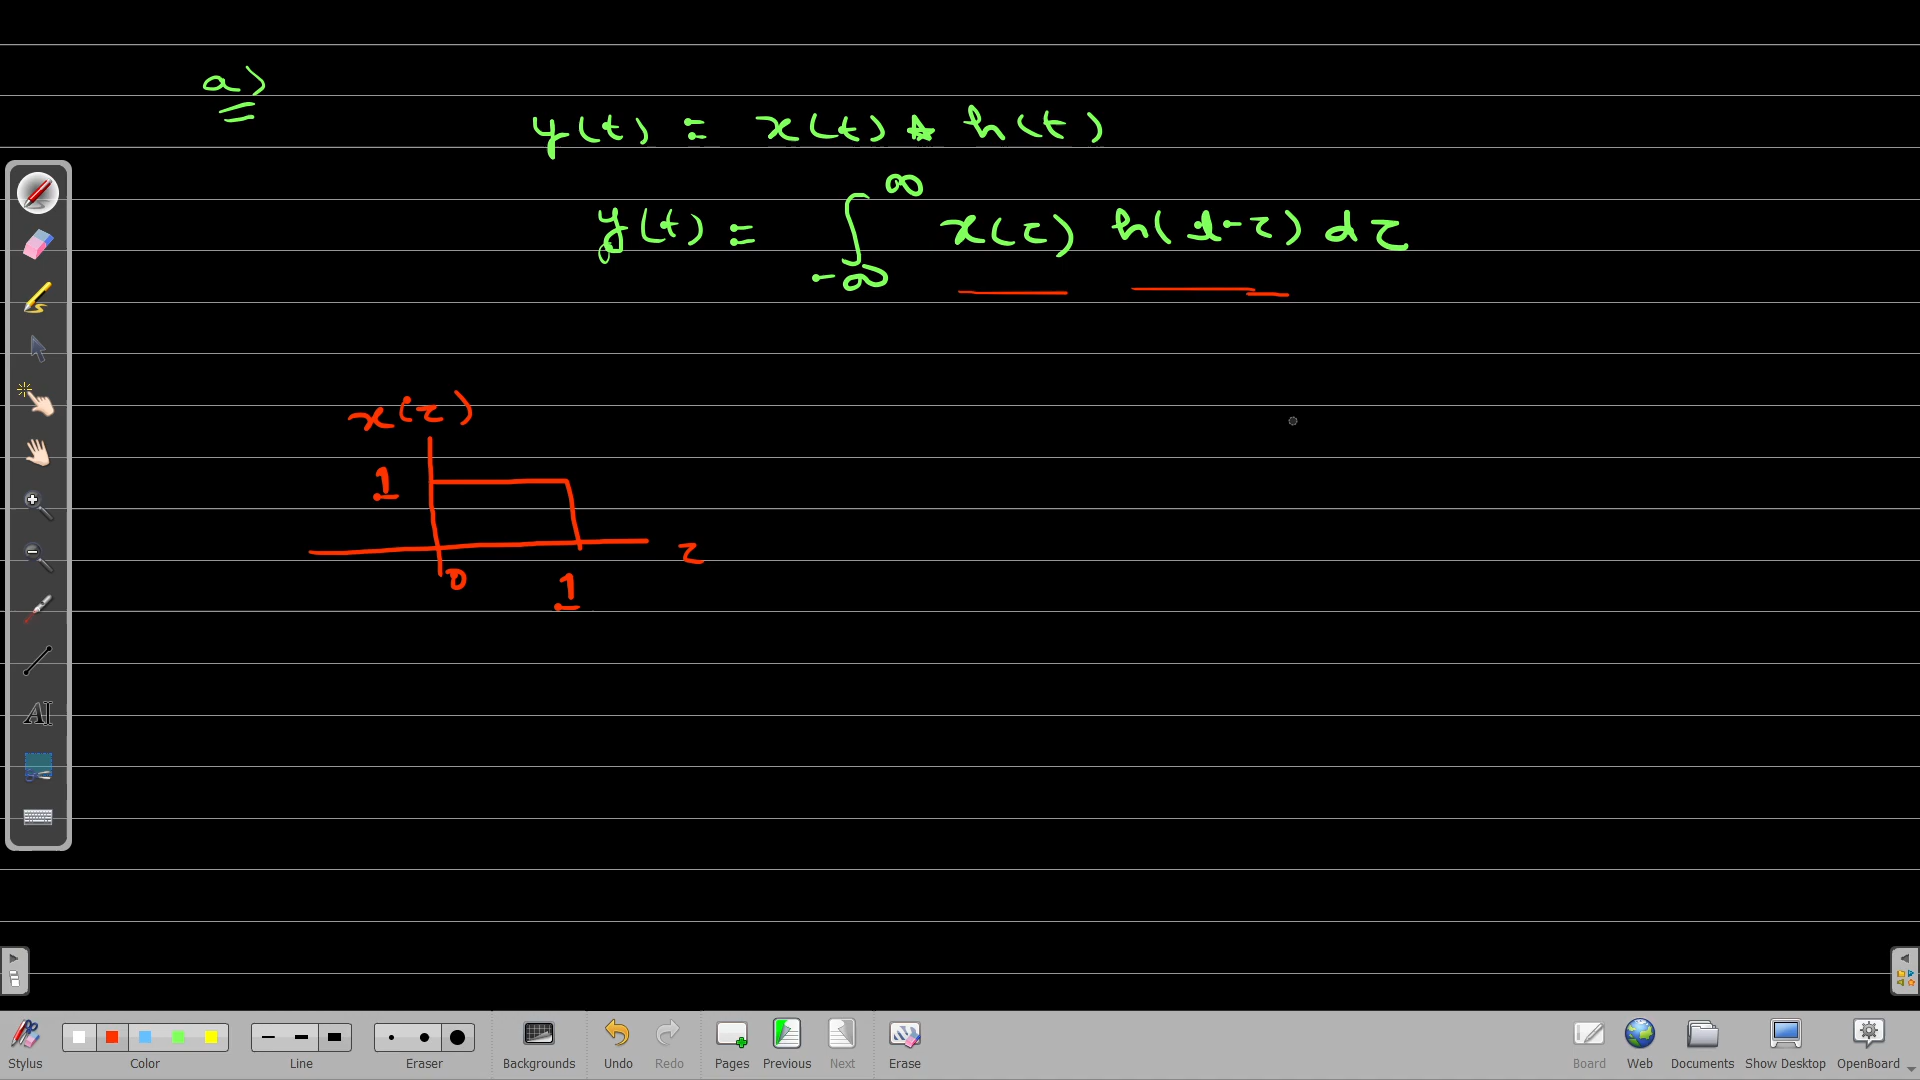 a)
y(t) = x(t) * h(t)
y(t) = ∫ x(τ) h(t-τ) dτ
∞
-∞
x(τ)
1
τ
0
1
AI
Stylus
Color
Line
Eraser
Backgrounds
Undo
Redo
Pages
Previous
Next
Erase
Board
Web
Documents
Show Desktop
OpenBoard